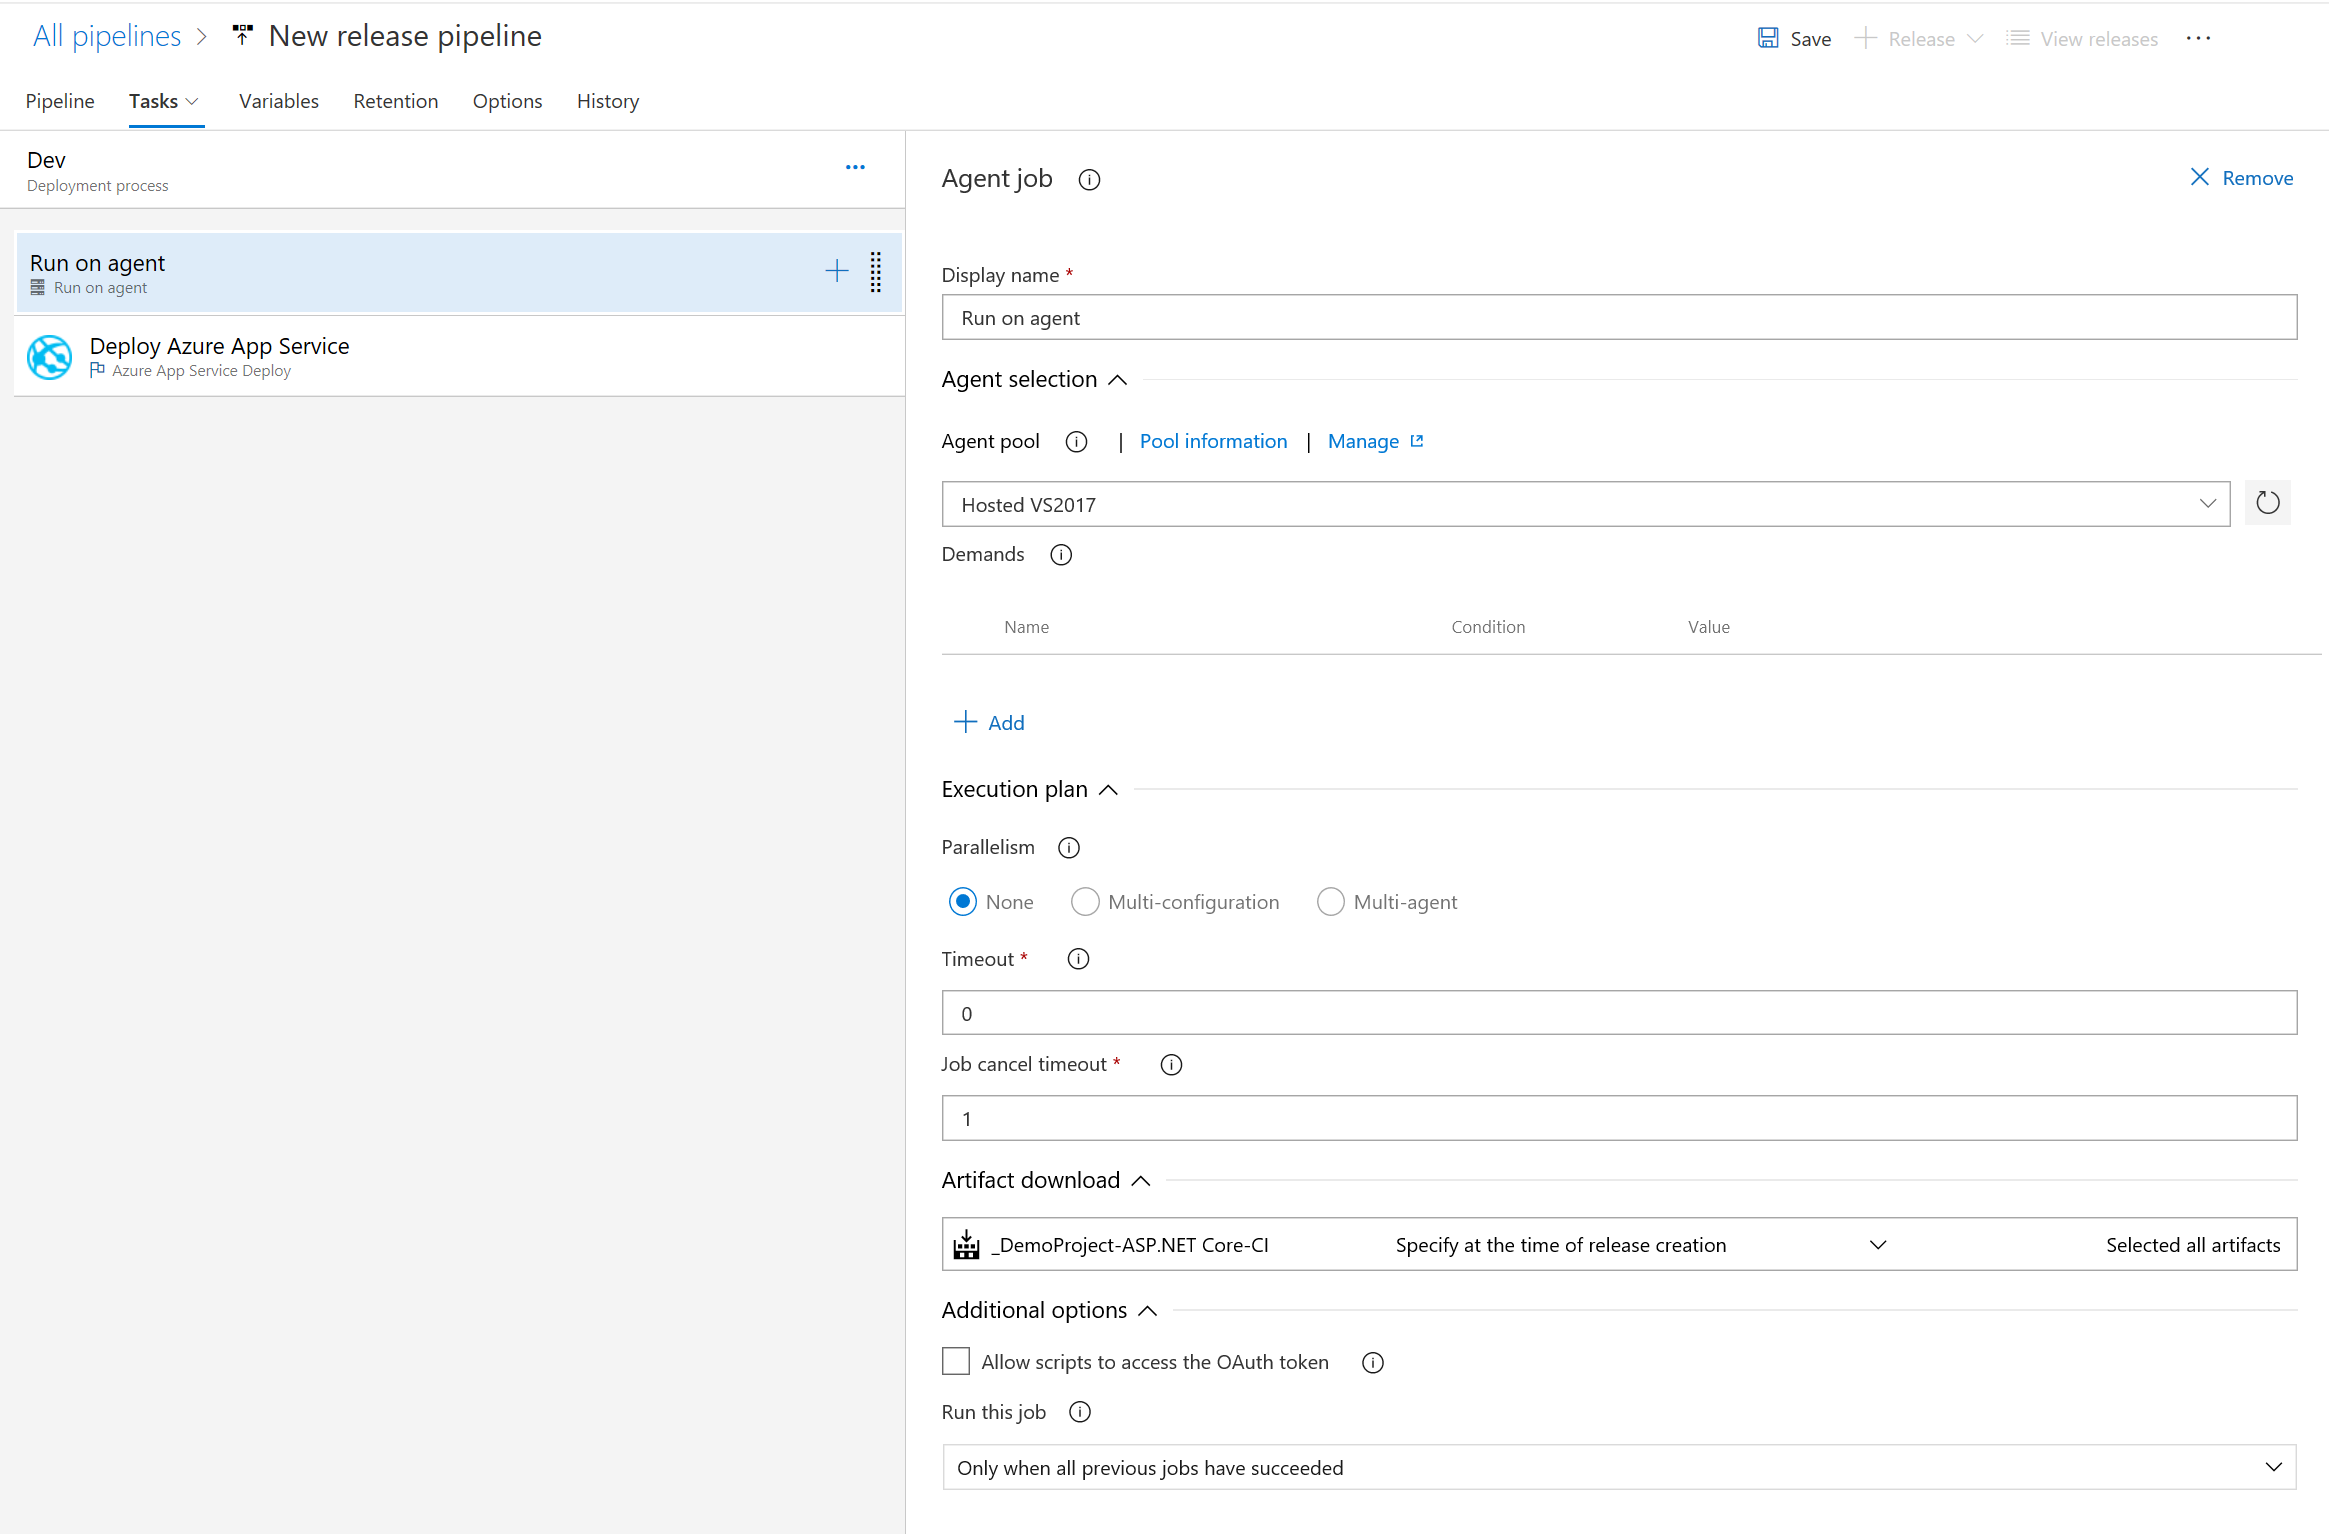 All pipelines > New release pipeline
Save Release View releases ...
Pipeline Tasks Variables Retention Options History
Dev
Deployment process
Run on agent
Run on agent
Deploy Azure App Service
Azure App Service Deploy
Agent job
Remove
Display name *
Run on agent
Agent selection
Agent pool | Pool information | Manage
Hosted VS2017
Demands
Name Condition Value
Add
Execution plan
Parallelism
None Multi-configuration Multi-agent
Timeout *
0
Job cancel timeout *
1
Artifact download
_DemoProject-ASP.NET Core-CI Specify at the time of release creation Selected all artifacts
Additional options
Allow scripts to access the OAuth token
Run this job
Only when all previous jobs have succeeded